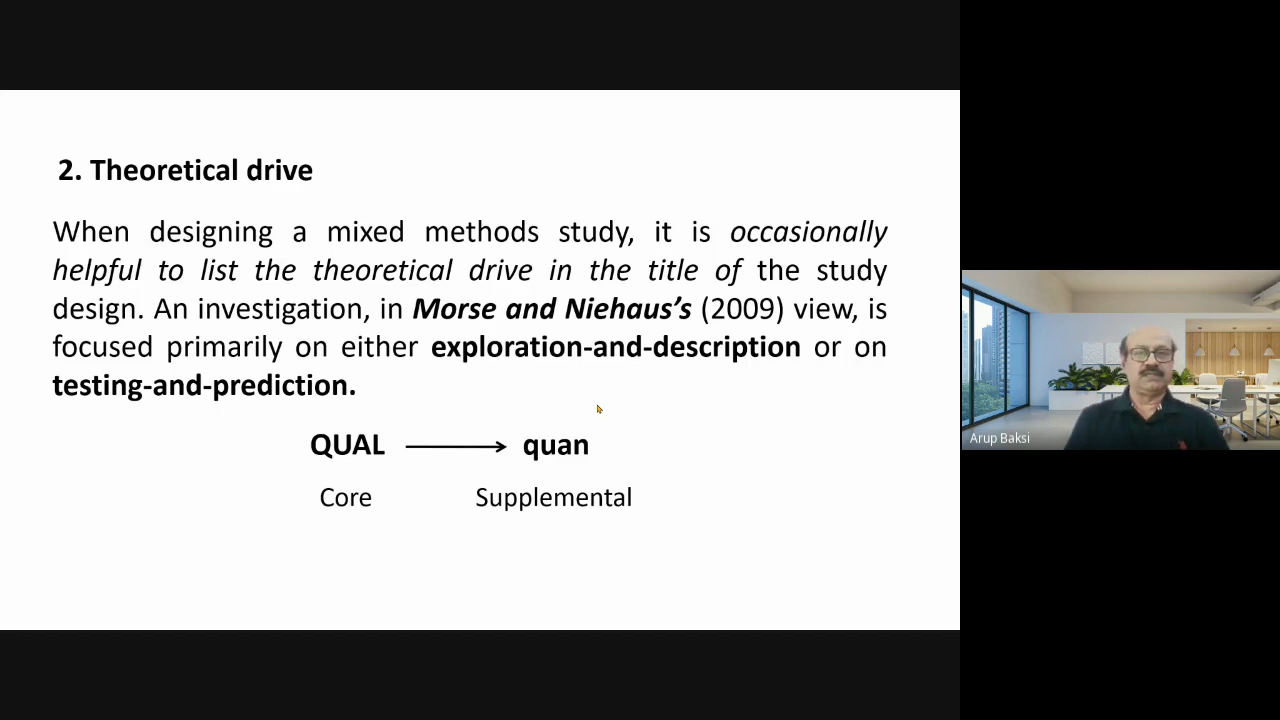 2. Theoretical drive
When designing a mixed methods study, it is occasionally
helpful to list the theoretical drive in the title of the study
design. An investigation, in Morse and Niehaus’s (2009) view, is
focused primarily on either exploration-and-description or on
testing-and-prediction.
QUAL → quan
Core Supplemental
Arup Baksi